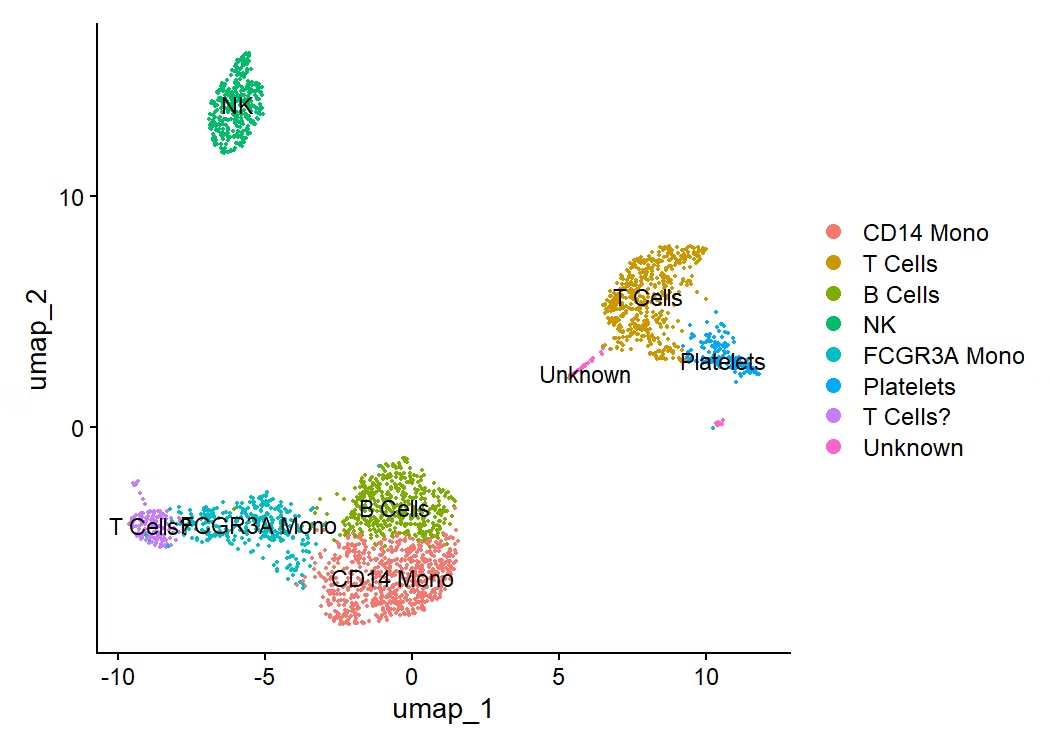 NK
10
T Cells
Platelets
Unknown
0
B Cells
T Cells?
FCGR3A Mono
CD14 Mono
-10
-5
0
5
10
umap_1
umap_2
CD14 Mono
T Cells
B Cells
NK
FCGR3A Mono
Platelets
T Cells?
Unknown